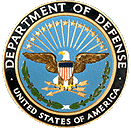 DEPARTMENT OF DEFENSE
UNITED STATES OF AMERICA